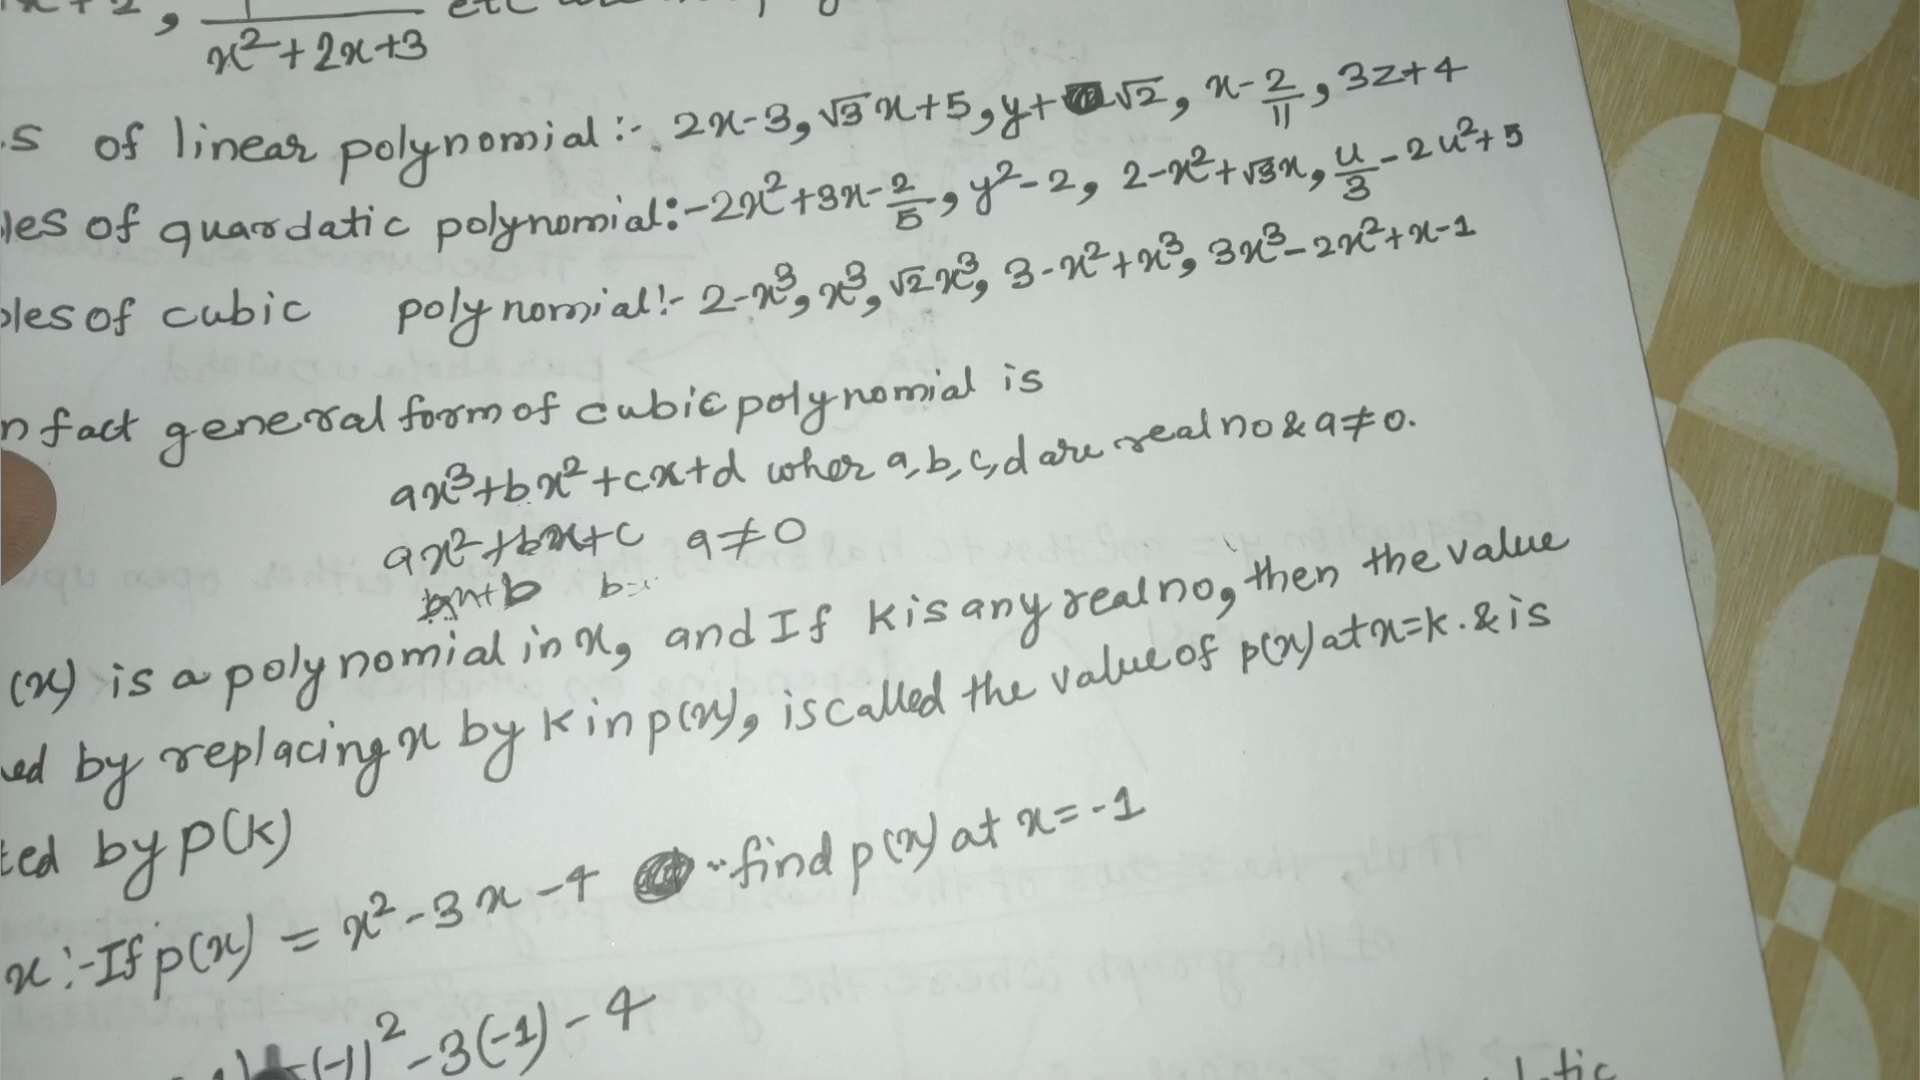 x²+2x+3
s of linear polynomial :- 2x-3, √3x+5, y+√2, x-2/11, 3z+4
les of quardatic polynomial:- 2x²+3x-2/5, y²-2, 2-x²+√3x, u/3-2u²+5
ples of cubic polynomial:- 2-x³, x³, √2x³, 3-x²+x³, 3x³-2x²+x-1
n fact general form of cubic polynomial is
ax³+bx²+cx+d wher a,b,c,d are real no & a≠0.
ax²+bx+c a≠0
(x) is a polynomial in x, and If k is any real no, then the value
ed by replacing x by k in p(x), is called the value of p(x) at x=k. & is
ted by p(k)
x:- If p(x) = x²-3x-4 find p(x) at x=-1
(-1)²-3(-1)-4